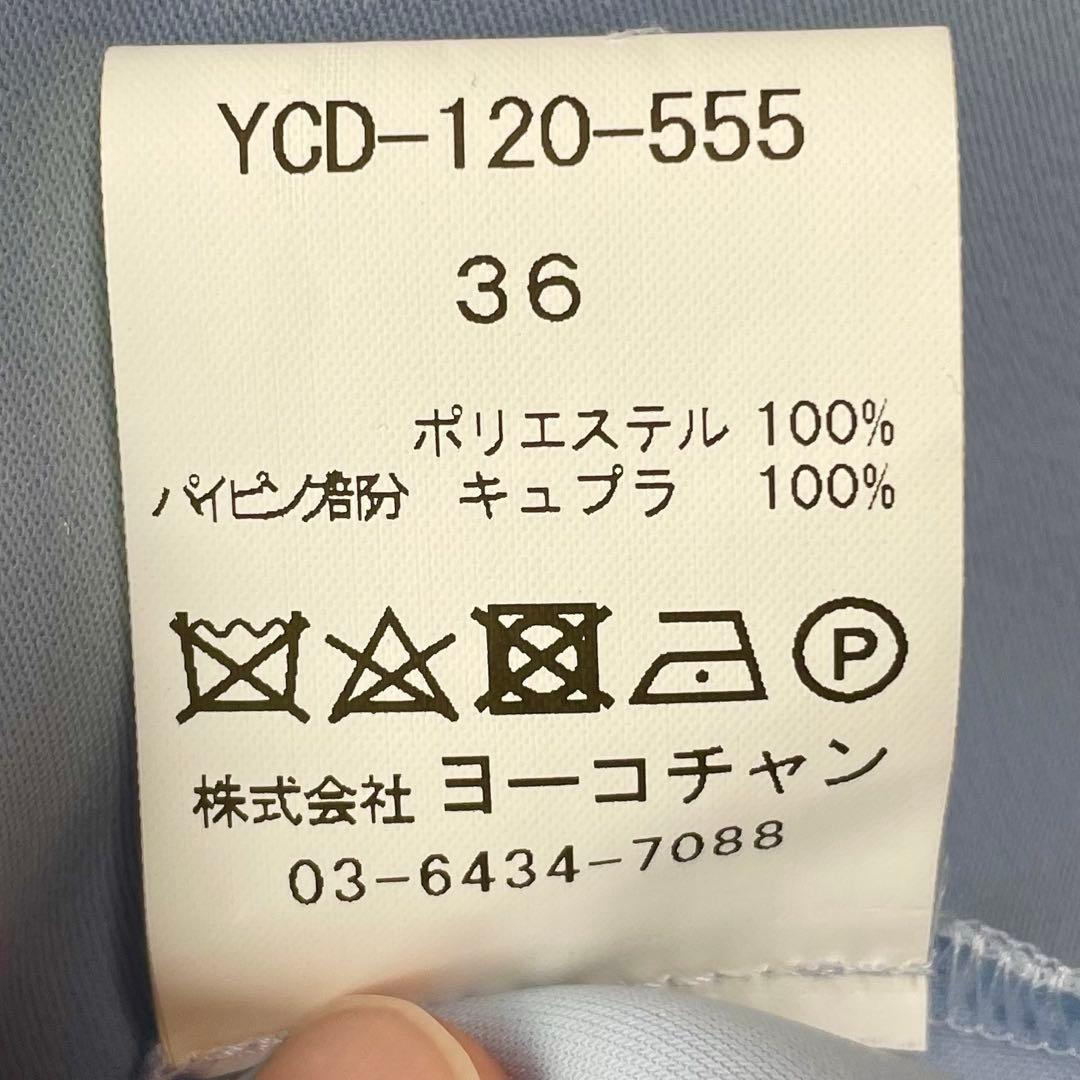 YCD-120-555
36
ポリエステル 100%
パイピング部分 キュプラ 100%
P
株式会社 ヨーコチャン
03-6434-7088